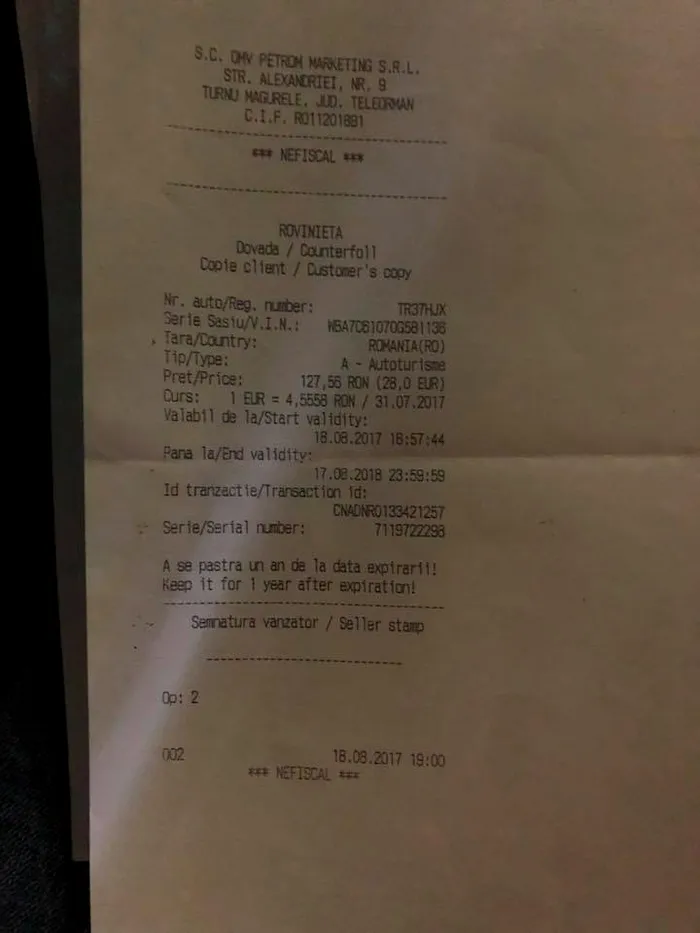 S.C. OMV PETROM MARKETING S.R.L.
STR. ALEXANDRIEI, NR. 9
TURNU MAGURELE, JUD. TELEORMAN
C.I.F. RO11201891
*** NEFISCAL ***
ROVINIETA
Dovada / Counterfoil
Copie client / Customer's copy
Nr. auto/Reg. number: TR37HJX
Serie Sasiu/V.I.N.:
Tara/Country: ROMANIA(RO)
Tip/Type: A - Autoturisme
Pret/Price: 127,56 RON (28,0 EUR)
Curs: 1 EUR = 4,5558 RON / 31.07.2017
Valabil de la/Start validity:
18.08.2017 18:57:44
Pana la/End validity:
17.08.2018 23:59:59
Id tranzactie/Transaction id:
CNADNR0133421257
Serie/Serial number: 7119722298
A se pastra un an de la data expirarii!
Keep it for 1 year after expiration!
Semnatura vanzator / Seller stamp
Op: 2
002 18.08.2017 19:00
*** NEFISCAL ***